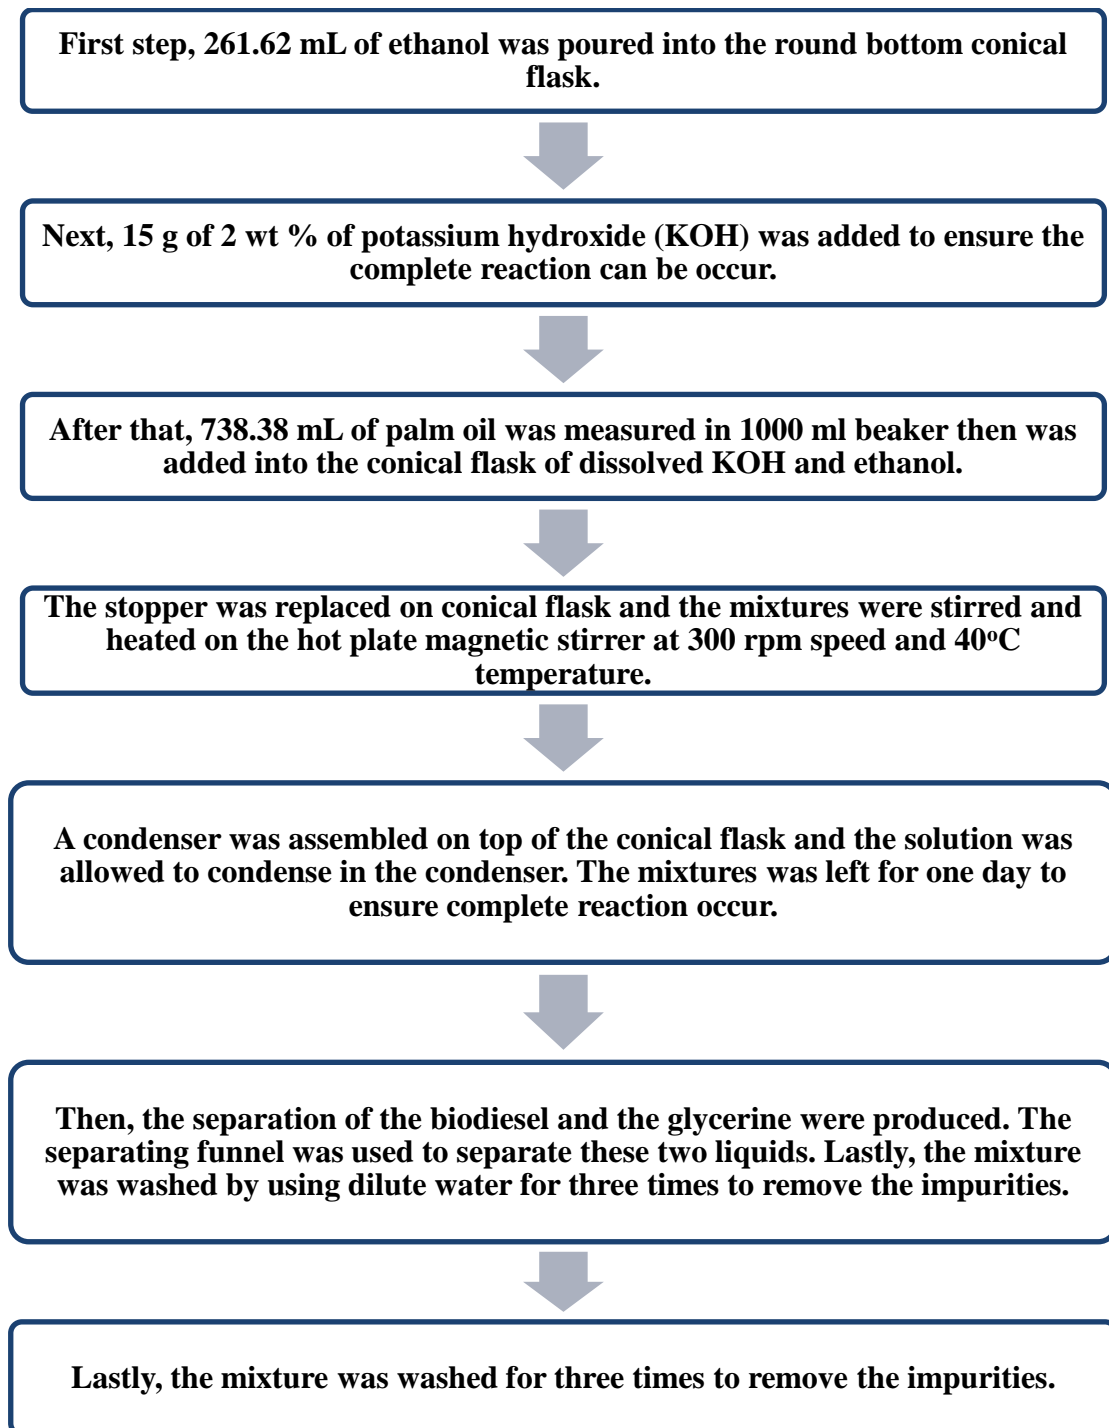 First step, 261.62 mL of ethanol was poured into the round bottom conical
flask.
Next, 15 g of 2 wt % of potassium hydroxide (KOH) was added to ensure the
complete reaction can be occur.
After that, 738.38 mL of palm oil was measured in 1000 ml beaker then was
added into the conical flask of dissolved KOH and ethanol.
The stopper was replaced on conical flask and the mixtures were stirred and
heated on the hot plate magnetic stirrer at 300 rpm speed and 40ᵒC
temperature.
A condenser was assembled on top of the conical flask and the solution was
allowed to condense in the condenser. The mixtures was left for one day to
ensure complete reaction occur.
Then, the separation of the biodiesel and the glycerine were produced. The
separating funnel was used to separate these two liquids. Lastly, the mixture
was washed by using dilute water for three times to remove the impurities.
Lastly, the mixture was washed for three times to remove the impurities.